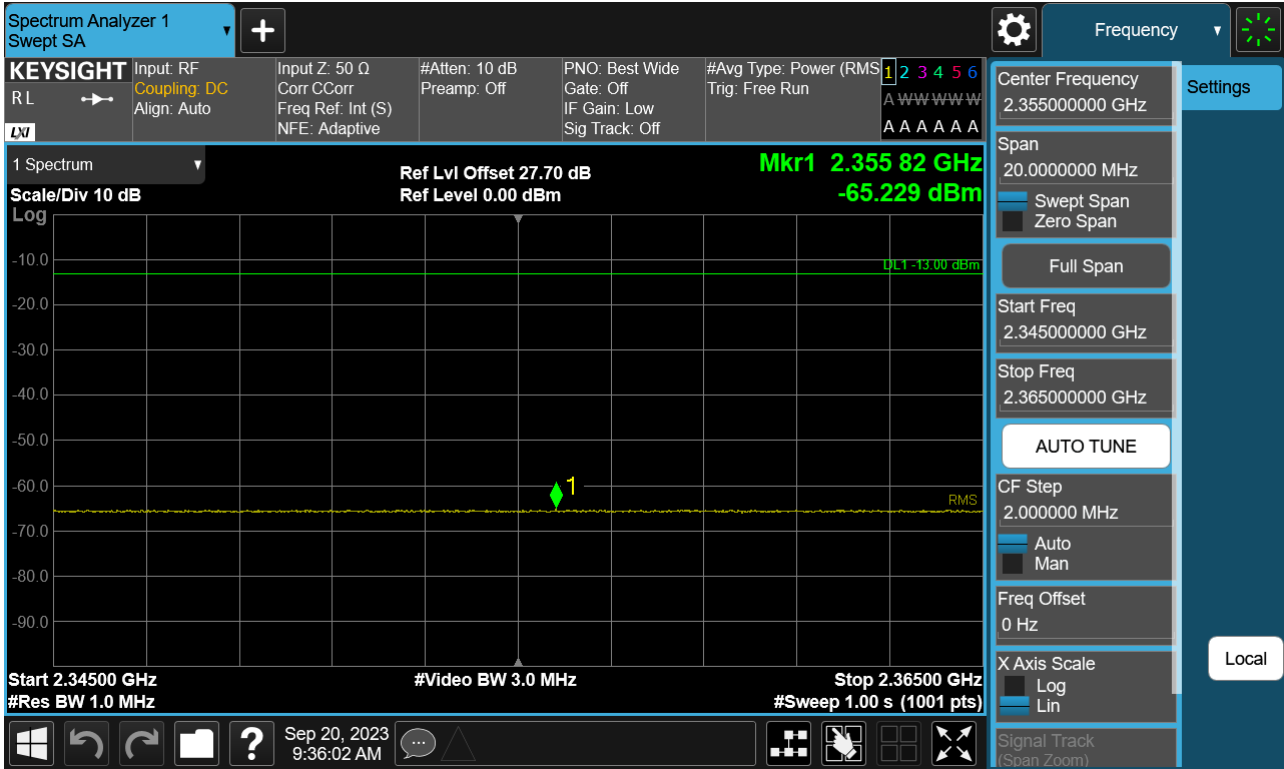 Spectrum Analyzer 1
Swept SA
Frequency
KEYSIGHT
R L
LXI
Input: RF
Coupling: DC
Align: Auto
Input Z: 50 Ω
Corr CCorr
Freq Ref: Int (S)
NFE: Adaptive
#Atten: 10 dB
Preamp: Off
PNO: Best Wide
Gate: Off
IF Gain: Low
Sig Track: Off
#Avg Type: Power (RMS
Trig: Free Run
1 2 3 4 5 6
A W W W W W
A A A A A A
1 Spectrum
Scale/Div 10 dB
Log
Ref Lvl Offset 27.70 dB
Ref Level 0.00 dBm
Mkr1 2.355 82 GHz
-65.229 dBm
-10.0
DL1 -13.00 dBm
-20.0
-30.0
-40.0
-50.0
-60.0
1
RMS
-70.0
-80.0
-90.0
Start 2.34500 GHz
#Video BW 3.0 MHz
Stop 2.36500 GHz
#Res BW 1.0 MHz
#Sweep 1.00 s (1001 pts)
Center Frequency
2.355000000 GHz
Settings
Span
20.0000000 MHz
Swept Span
Zero Span
Full Span
Start Freq
2.345000000 GHz
Stop Freq
2.365000000 GHz
AUTO TUNE
CF Step
2.000000 MHz
Auto
Man
Freq Offset
0 Hz
X Axis Scale
Log
Lin
Local
Signal Track
(Span Zoom)
?
Sep 20, 2023
9:36:02 AM